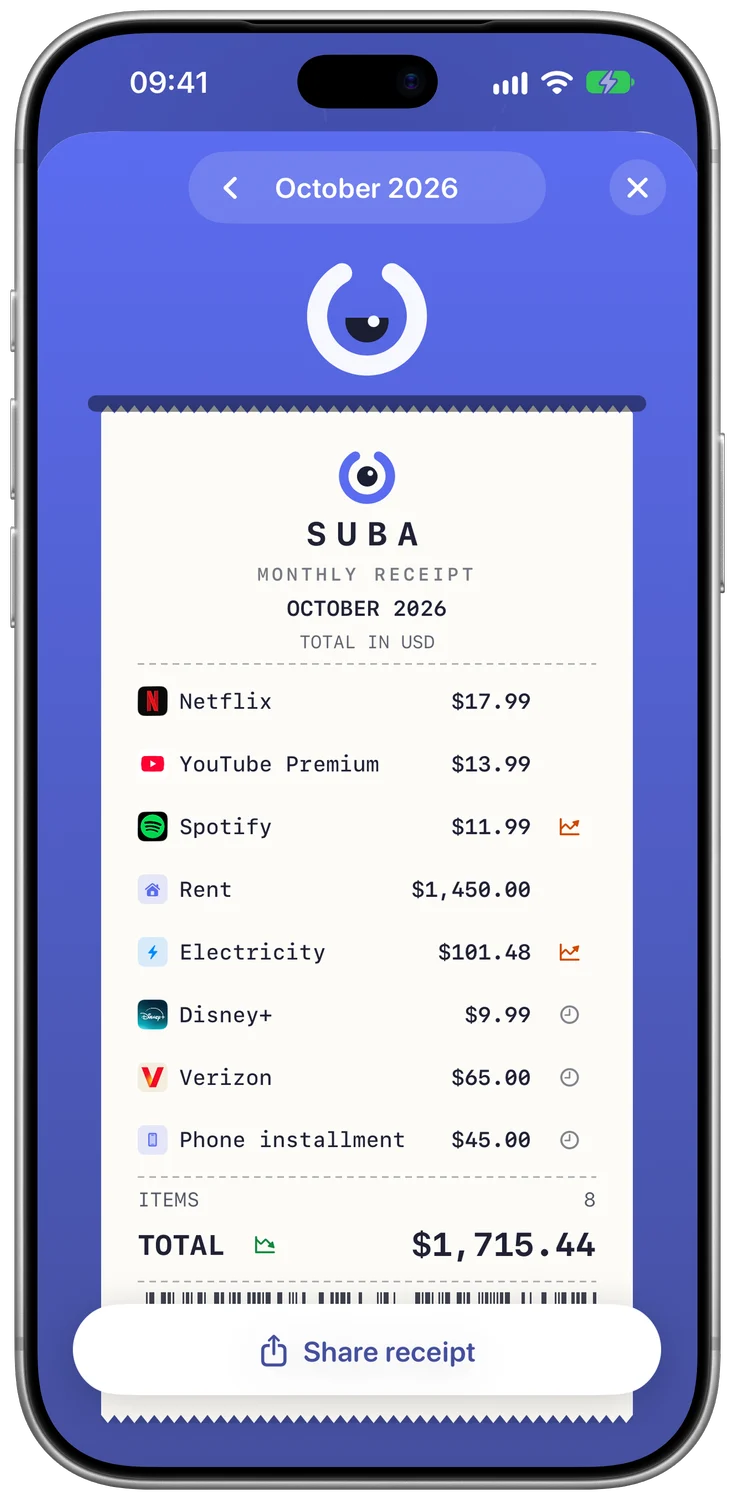 09:41
October 2026
SUBA
MONTHLY RECEIPT
OCTOBER 2026
TOTAL IN USD
Netflix $17.99
YouTube Premium $13.99
Spotify $11.99
Rent $1,450.00
Electricity $101.48
Disney+ $9.99
Verizon $65.00
Phone installment $45.00
ITEMS 8
TOTAL $1,715.44
Share receipt